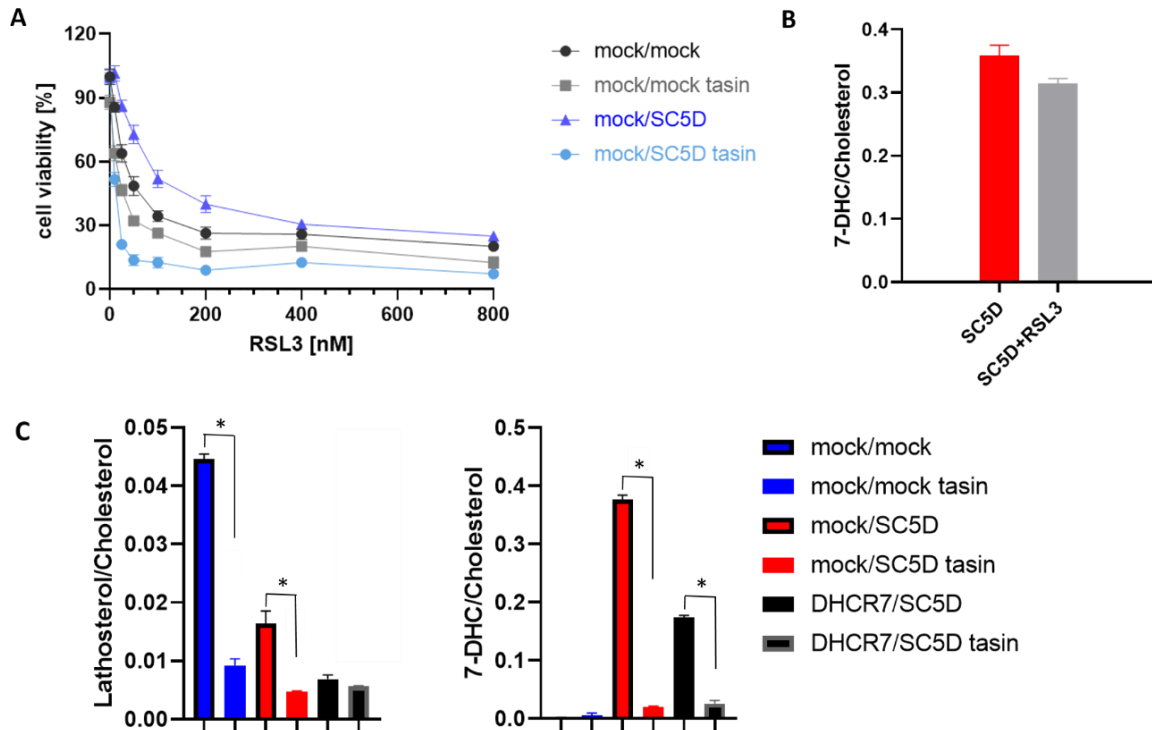 A
120
90
60
30
0
cell viability [%]
0
200
400
600
800
RSL3 [nM]
mock/mock
mock/mock tasin
mock/SC5D
mock/SC5D tasin
B
0.4
0.3
0.2
0.1
0.0
7-DHC/Cholesterol
SC5D
SC5D+RSL3
C
0.05
0.04
0.03
0.02
0.01
0.00
Lathosterol/Cholesterol
*
*
0.5
0.4
0.3
0.2
0.1
0.0
7-DHC/Cholesterol
*
*
mock/mock
mock/mock tasin
mock/SC5D
mock/SC5D tasin
DHCR7/SC5D
DHCR7/SC5D tasin